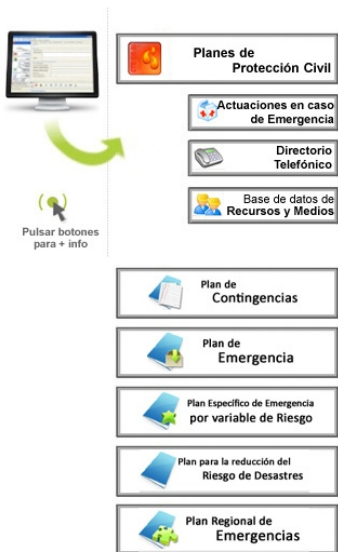 Planes de
Protección Civil
Actuaciones en caso
de Emergencia
Directorio
Telefónico
Base de datos de
Recursos y Medios
Pulsar botones
para + info
Plan de
Contingencias
Plan de
Emergencia
Plan Específico de Emergencia
por variable de Riesgo
Plan para la reducción del
Riesgo de Desastres
Plan Regional de
Emergencias